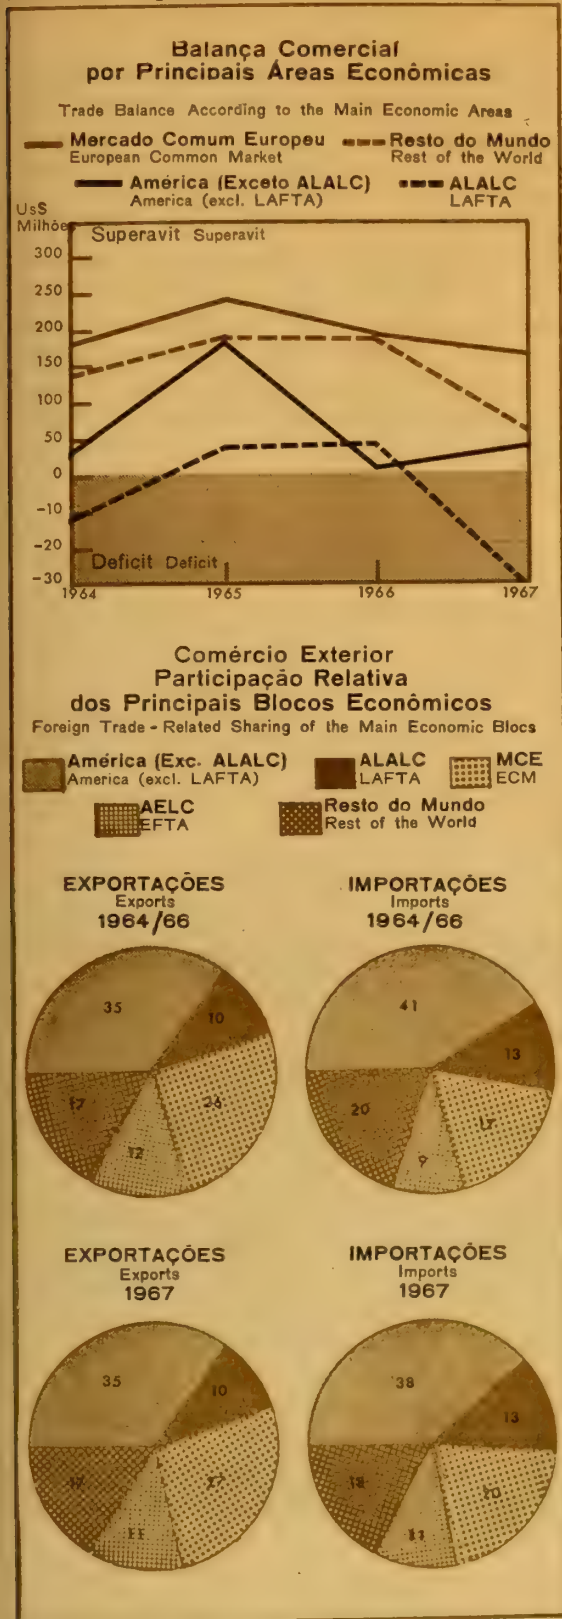 Balança Comercial
por Principais Áreas Econômicas
Trade Balance According to the Main Economic Areas
Mercado Comum Europeu
European Common Market
Resto do Mundo
Rest of the World
América (Exceto ALALC)
America (excl. LAFTA)
ALALC
LAFTA
Us$
Milhões
Superavit Superavit
300
250
200
150
100
50
0
-10
-20
-30
Deficit Deficit
1964 1965 1966 1967
Comércio Exterior
Participação Relativa
dos Principais Blocos Econômicos
Foreign Trade - Related Sharing of the Main Economic Blocs
América (Exc. ALALC)
America (excl. LAFTA)
ALALC
LAFTA
MCE
ECM
AELC
EFTA
Resto do Mundo
Rest of the World
EXPORTAÇÕES
Exports
1964/66
35
10
26
12
17
IMPORTAÇÕES
Imports
1964/66
41
13
17
9
20
EXPORTAÇÕES
Exports
1967
35
10
27
11
17
IMPORTAÇÕES
Imports
1967
38
13
20
11
18